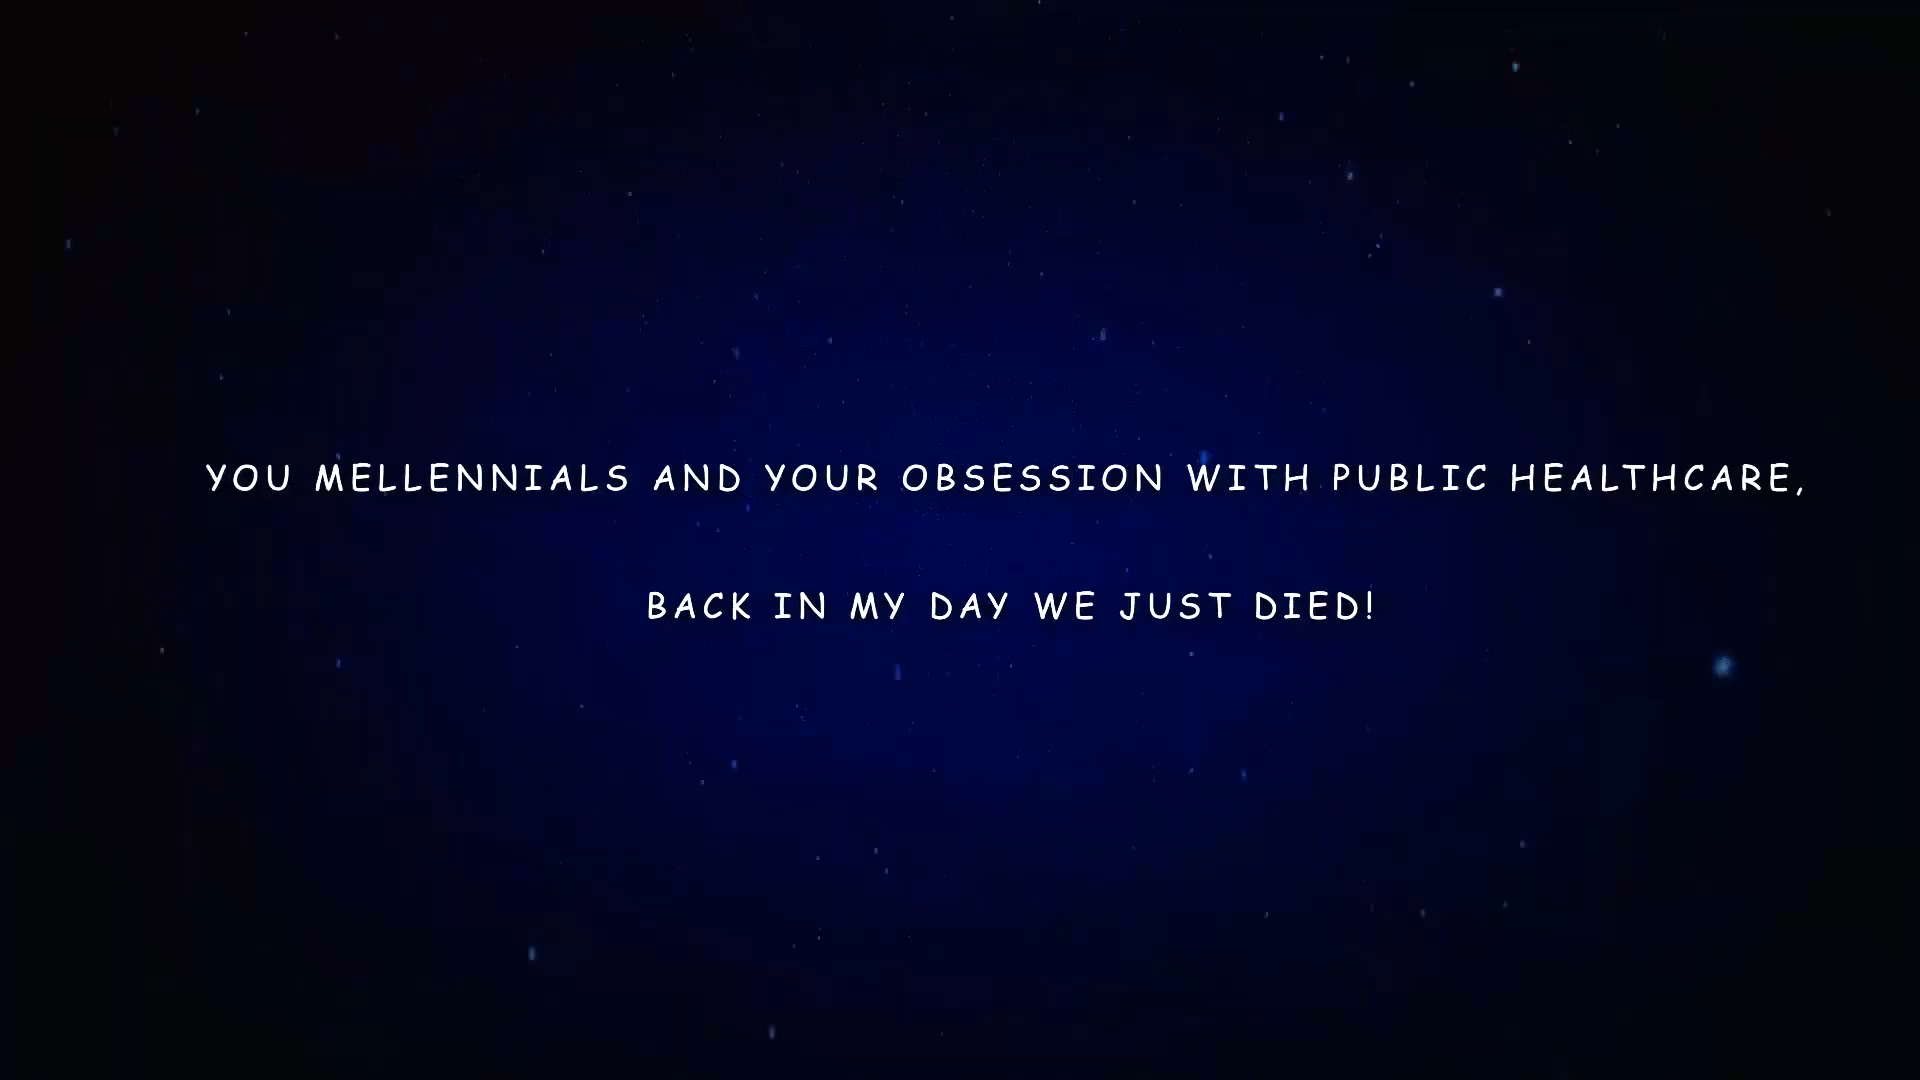 YOU MELLENNIALS AND YOUR OBSESSION WITH PUBLIC HEALTHCARE,
BACK IN MY DAY WE JUST DIED!